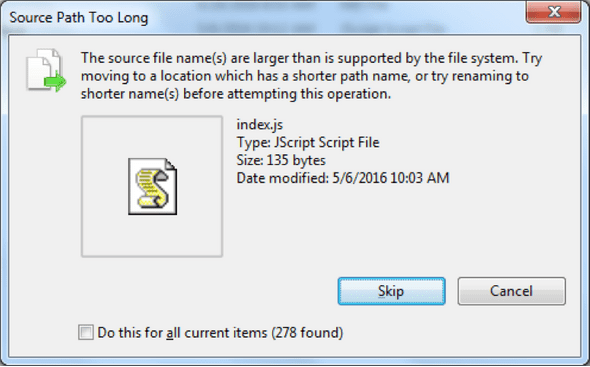 Source Path Too Long
The source file name(s) are larger than is supported by the file system. Try
moving to a location which has a shorter path name, or try renaming to
shorter name(s) before attempting this operation.
index.js
Type: JScript Script File
Size: 135 bytes
Date modified: 5/6/2016 10:03 AM
Skip
Cancel
Do this for all current items (278 found)